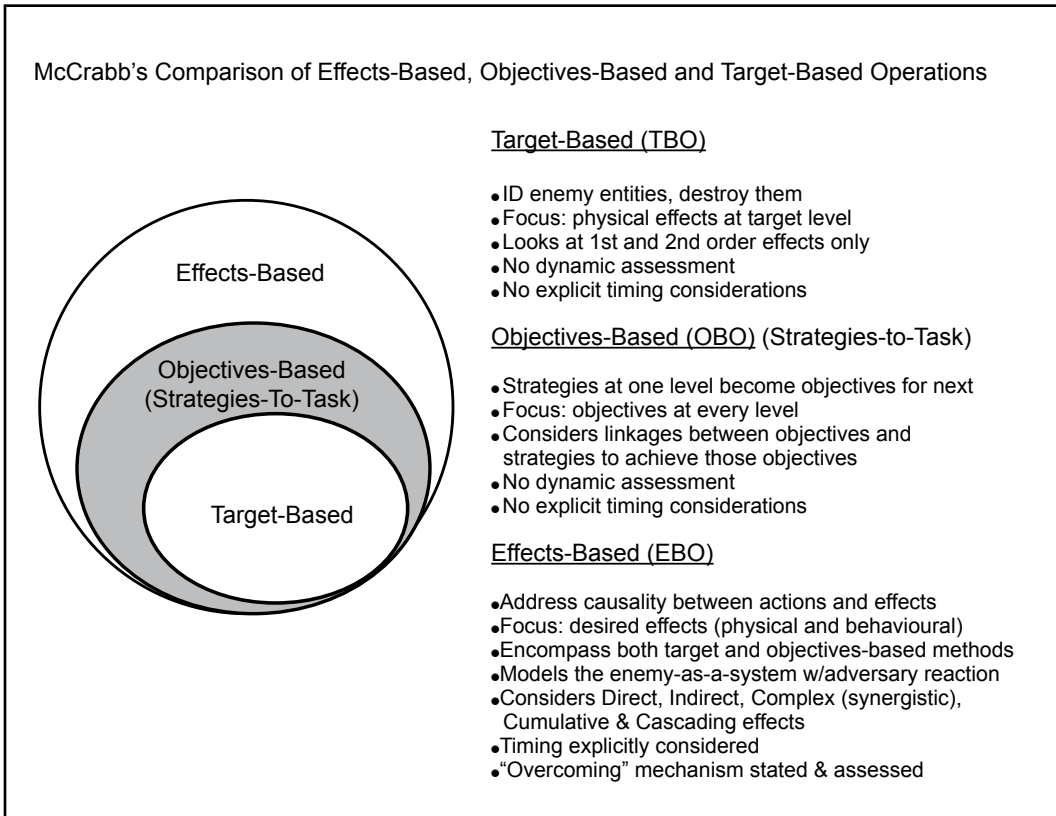 McCrabb's Comparison of Effects-Based, Objectives-Based and Target-Based Operations
Effects-Based
Objectives-Based
(Strategies-To-Task)
Target-Based
Target-Based (TBO)
•ID enemy entities, destroy them
•Focus: physical effects at target level
•Looks at 1st and 2nd order effects only
•No dynamic assessment
•No explicit timing considerations
Objectives-Based (OBO) (Strategies-to-Task)
•Strategies at one level become objectives for next
•Focus: objectives at every level
•Considers linkages between objectives and
strategies to achieve those objectives
•No dynamic assessment
•No explicit timing considerations
Effects-Based (EBO)
•Address causality between actions and effects
•Focus: desired effects (physical and behavioural)
•Encompass both target and objectives-based methods
•Models the enemy-as-a-system w/adversary reaction
•Considers Direct, Indirect, Complex (synergistic),
Cumulative & Cascading effects
•Timing explicitly considered
•“Overcoming” mechanism stated & assessed